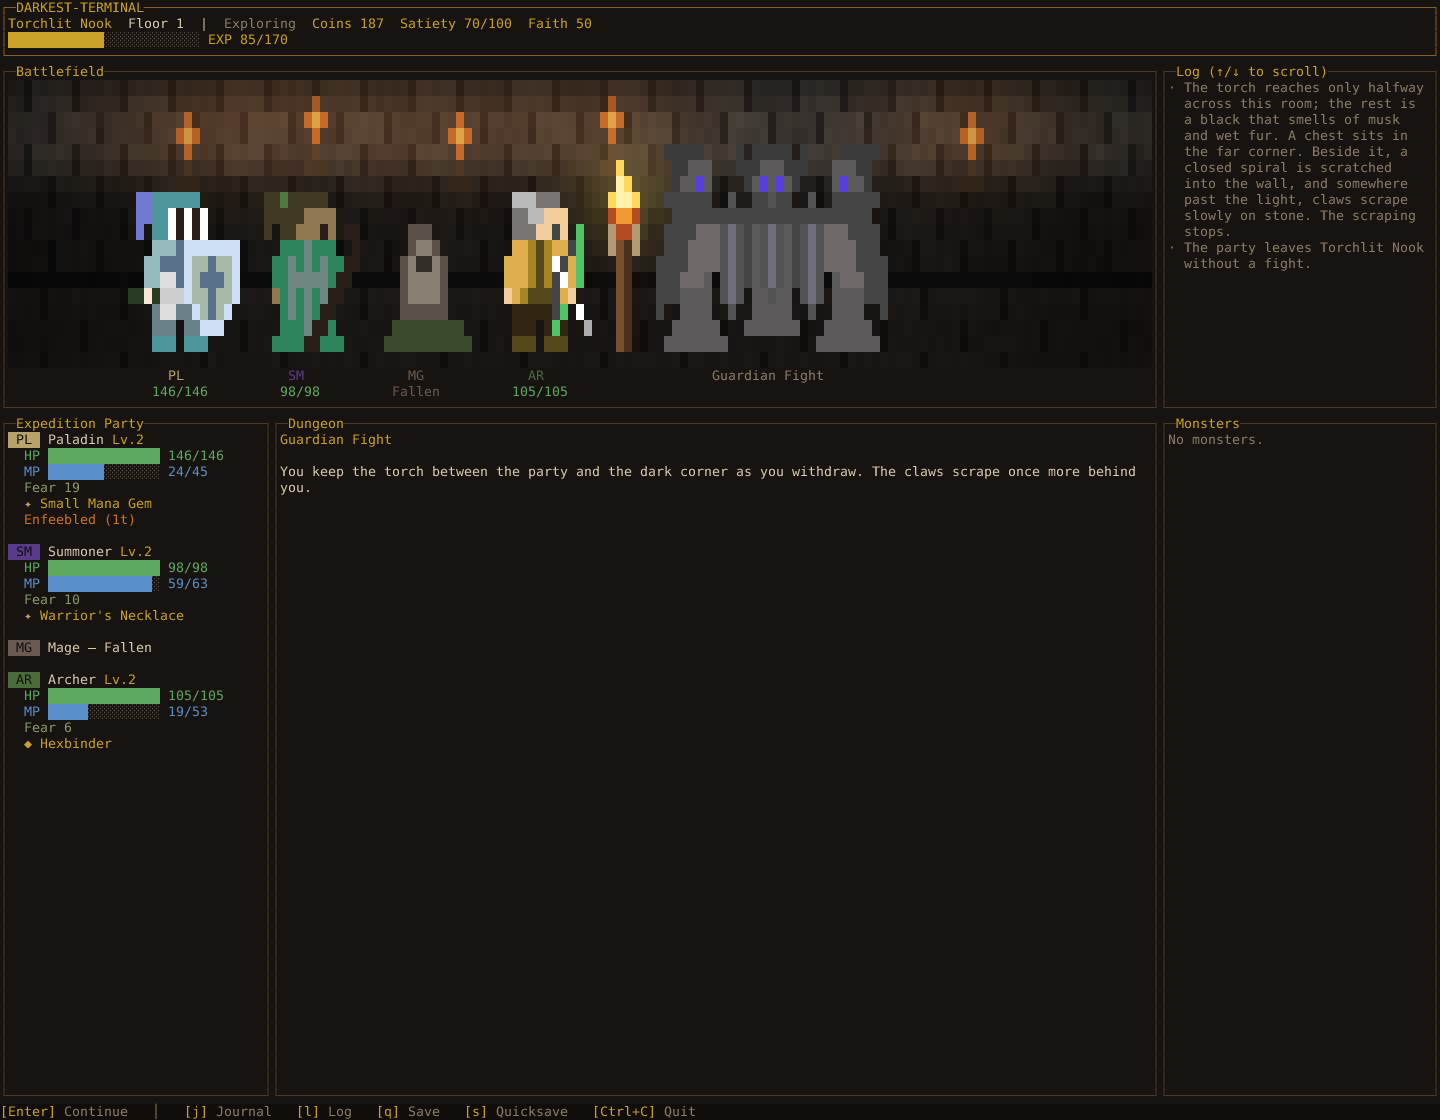 DARKEST-TERMINAL
Torchlit Nook  Floor 1  |  Exploring  Coins 187  Satiety 70/100  Faith 50
EXP 85/170
Battlefield
PL
SM
MG
AR
Guardian Fight
146/146
98/98
Fallen
105/105
Log (↑/↓ to scroll)
· The torch reaches only halfway
across this room; the rest is
a black that smells of musk
and wet fur. A chest sits in
the far corner. Beside it, a
closed spiral is scratched
into the wall, and somewhere
past the light, claws scrape
slowly on stone. The scraping
stops.
· The party leaves Torchlit Nook
without a fight.
Expedition Party
PL Paladin Lv.2
HP 146/146
MP 24/45
Fear 19
✦ Small Mana Gem
Enfeebled (1t)
SM Summoner Lv.2
HP 98/98
MP 59/63
Fear 10
✦ Warrior's Necklace
MG Mage — Fallen
AR Archer Lv.2
HP 105/105
MP 19/53
Fear 6
◆ Hexbinder
Dungeon
Guardian Fight
You keep the torch between the party and the dark corner as you withdraw. The claws scrape once more behind
you.
Monsters
No monsters.
[Enter] Continue  │  [j] Journal  [l] Log  [q] Save  [s] Quicksave  [Ctrl+C] Quit